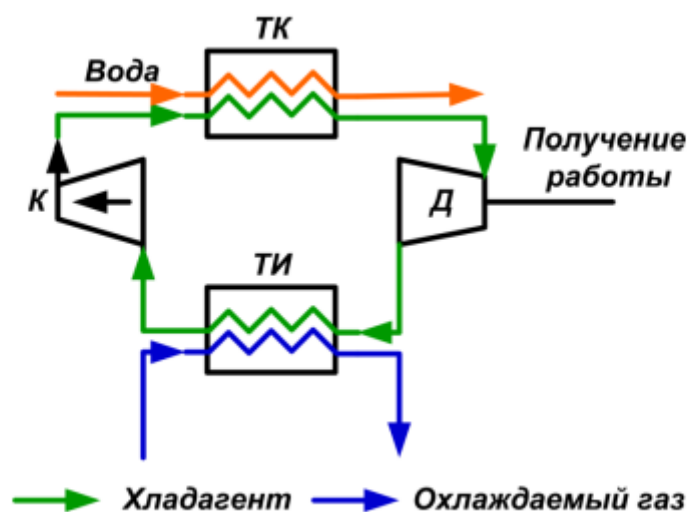 ТК
Вода
Получение
работы
К
Д
ТИ
Хладагент
Охлаждаемый газ